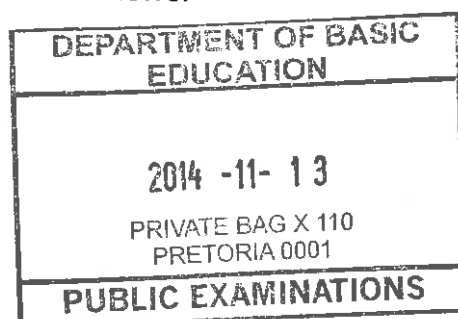 DEPARTMENT OF BASIC
EDUCATION
2014 -11- 13
PRIVATE BAG X 110
PRETORIA 0001
PUBLIC EXAMINATIONS